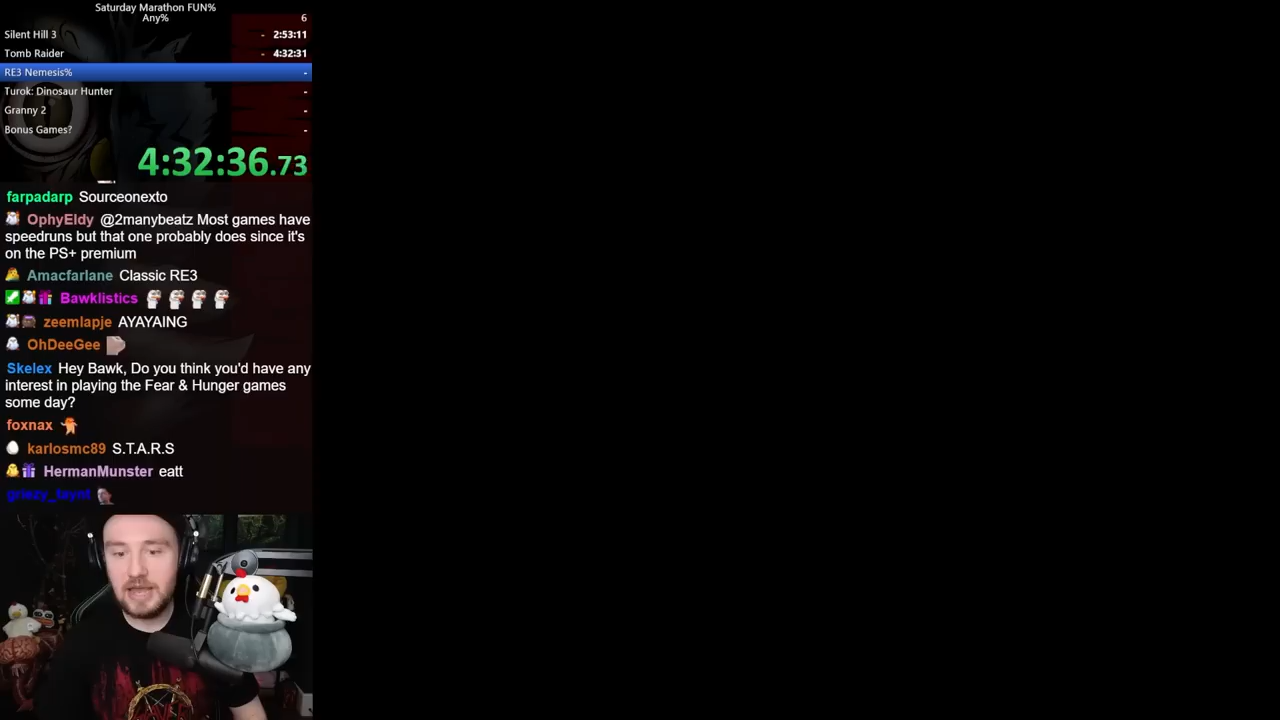 Saturday Marathon FUN%
Any%
6
Silent Hill 3 - 2:53:11
Tomb Raider - 4:32:31
RE3 Nemesis% -
Turok: Dinosaur Hunter -
Granny 2 -
Bonus Games? -
4:32:36.73
farpadarp Sourceonexto
OphyEldy @2manybeatz Most games have
speedruns but that one probably does since it's
on the PS+ premium
Amacfarlane Classic RE3
Bawklistics
zeemlapje AYAYAING
OhDeeGee
Skelex Hey Bawk, Do you think you'd have any
interest in playing the Fear & Hunger games
some day?
foxnax
karlosmc89 S.T.A.R.S
HermanMunster eatt